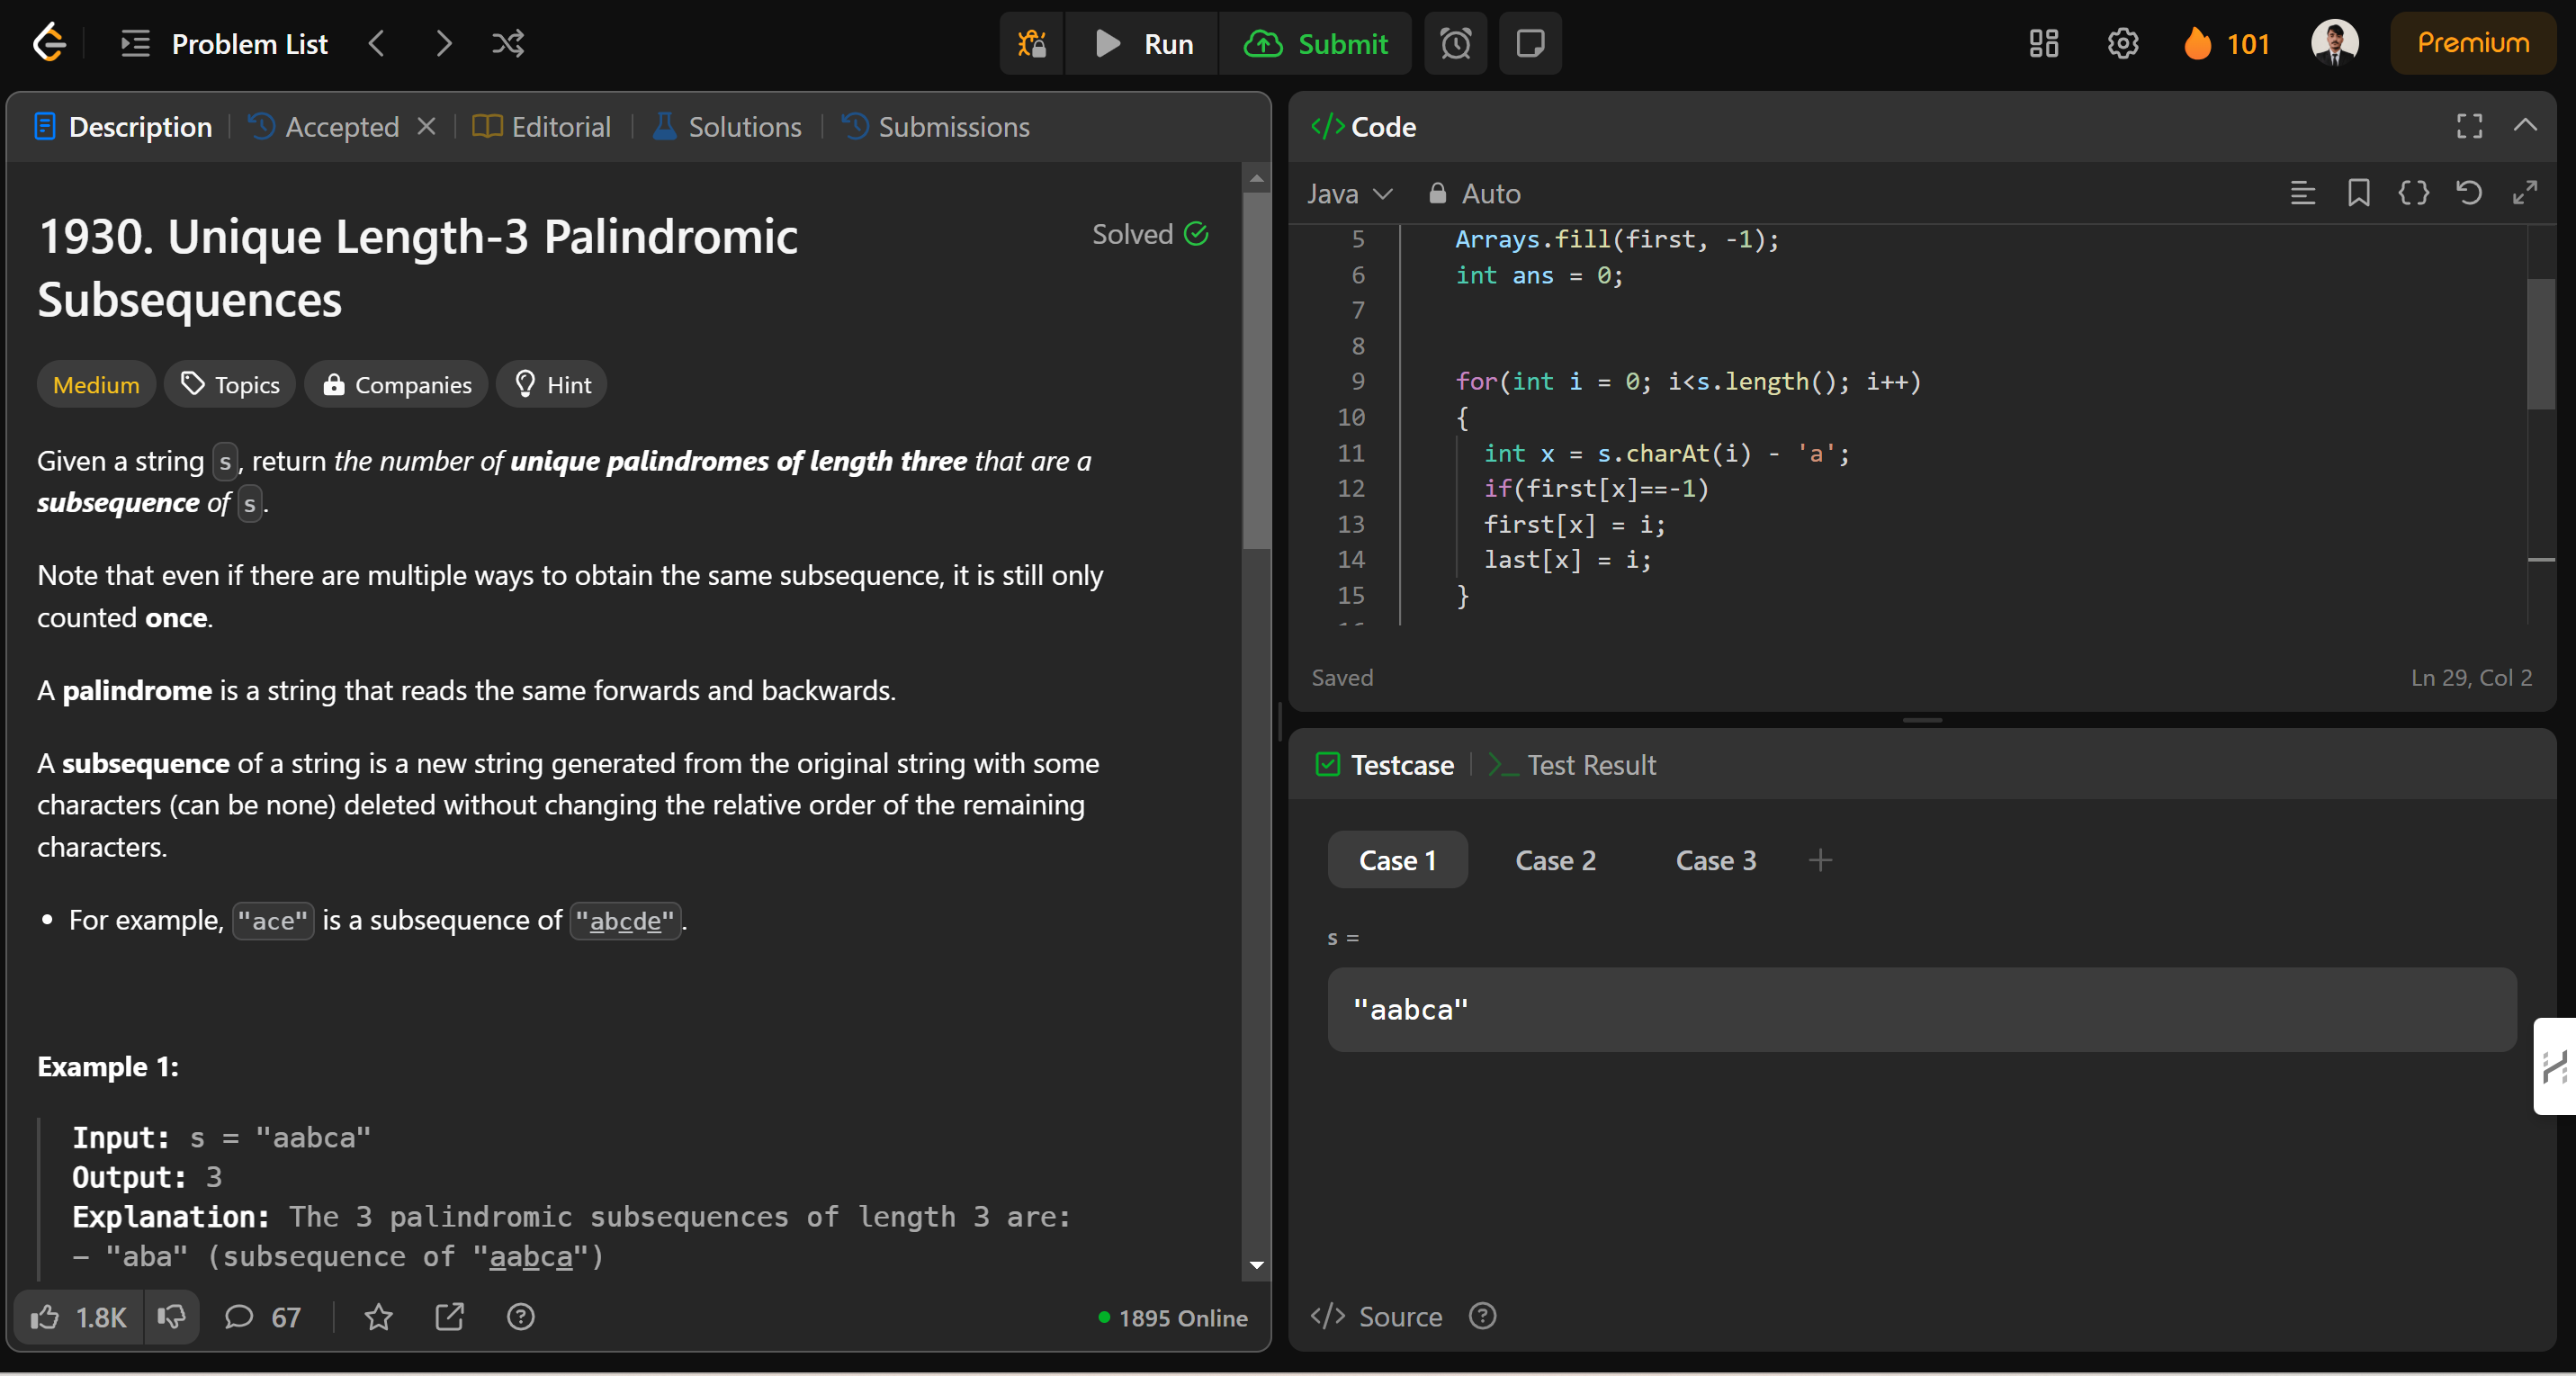 Problem List
Run
Submit
101
Premium
Description
Accepted
Editorial
Solutions
Submissions
1930. Unique Length-3 Palindromic
Subsequences
Solved
Medium
Topics
Companies
Hint
Given a string s, return the number of unique palindromes of length three that are a
subsequence of s.
Note that even if there are multiple ways to obtain the same subsequence, it is still only
counted once.
A palindrome is a string that reads the same forwards and backwards.
A subsequence of a string is a new string generated from the original string with some
characters (can be none) deleted without changing the relative order of the remaining
characters.
• For example, "ace" is a subsequence of "abcde".
Example 1:
Input: s = "aabca"
Output: 3
Explanation: The 3 palindromic subsequences of length 3 are:
- "aba" (subsequence of "aabca")
1.8K
67
1895 Online
</> Code
Java
Auto
5 Arrays.fill(first, -1);
6 int ans = 0;
7
8
9 for(int i = 0; i<s.length(); i++)
10 {
11 int x = s.charAt(i) - 'a';
12 if(first[x]==-1)
13 first[x] = i;
14 last[x] = i;
15 }
Saved
Ln 29, Col 2
Testcase
Test Result
Case 1
Case 2
Case 3
s =
"aabca"
</> Source